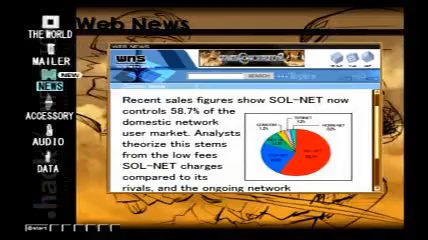 Web News
THE WORLD
MAILER
NEW
NEWS
ACCESSORY
AUDIO
DATA
WEB NEWS
WNS
SEARCH
Recent sales figures show SOL-NET now
controls 58.7% of the
domestic network
user market. Analysts
theorize this stems
from the low fees
SOL-NET charges
compared to its
rivals, and the ongoing network